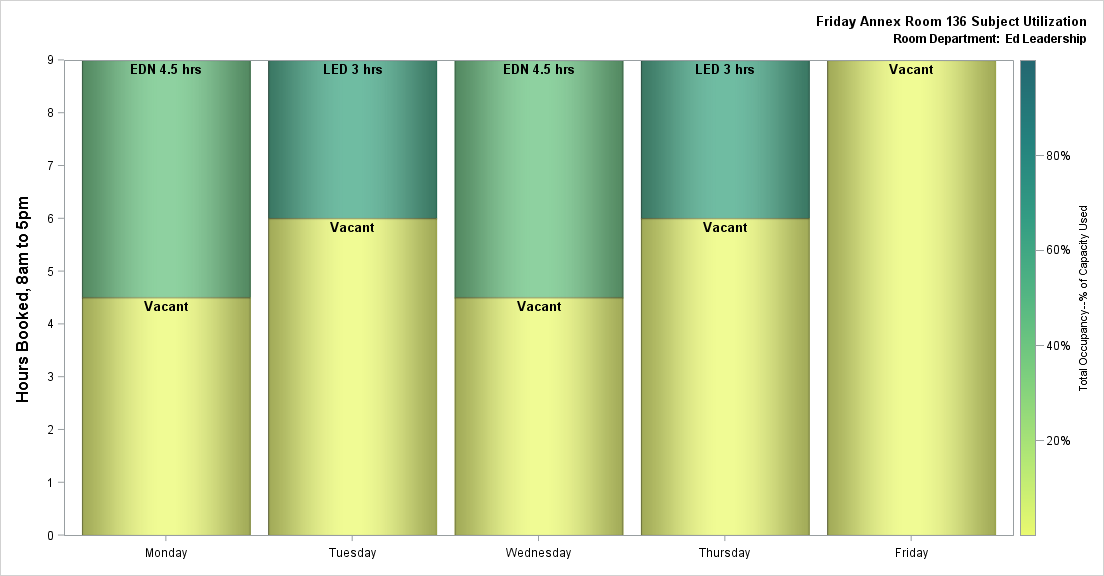 Friday Annex Room 136 Subject Utilization
Room Department: Ed Leadership
Hours Booked, 8am to 5pm
9
8
7
6
5
4
3
2
1
0
EDN 4.5 hrs
LED 3 hrs
EDN 4.5 hrs
LED 3 hrs
Vacant
Vacant
Vacant
Vacant
Vacant
Monday
Tuesday
Wednesday
Thursday
Friday
80%
60%
40%
20%
Total Occupancy--% of Capacity Used